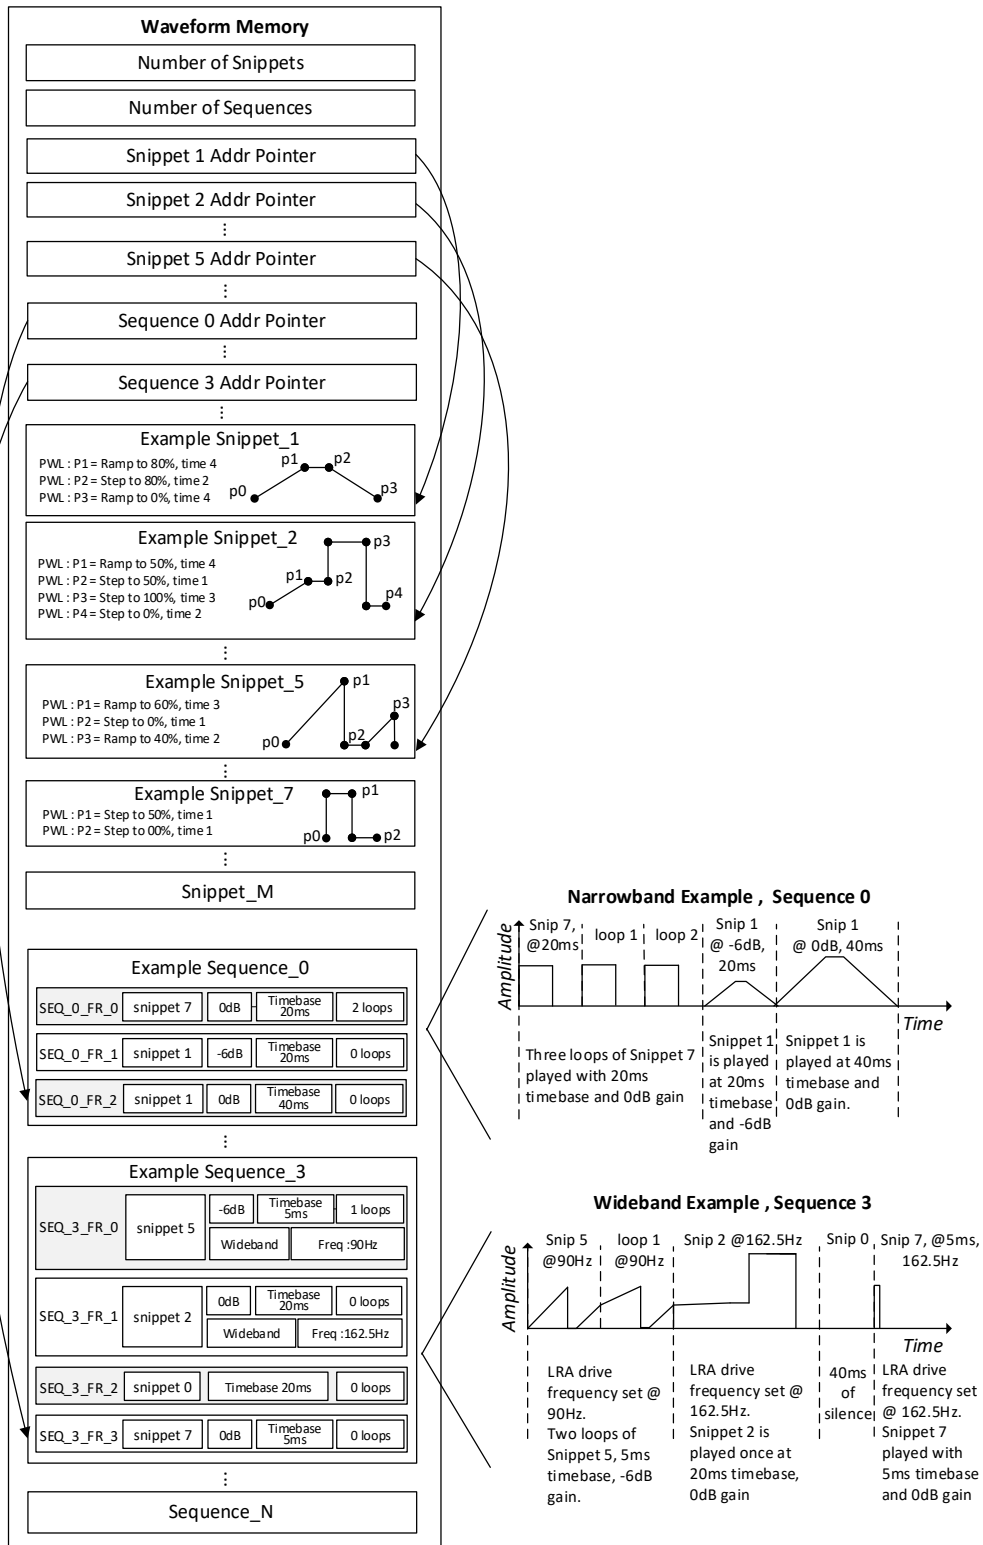 Waveform Memory
Number of Snippets
Number of Sequences
Snippet 1 Addr Pointer
Snippet 2 Addr Pointer
Snippet 5 Addr Pointer
Sequence 0 Addr Pointer
Sequence 3 Addr Pointer
Example Snippet_1
PWL : P1 = Ramp to 80%, time 4
PWL : P2 = Step to 80%, time 2
PWL : P3 = Ramp to 0%, time 4
p0
p1
p2
p3
Example Snippet_2
PWL : P1 = Ramp to 50%, time 4
PWL : P2 = Step to 50%, time 1
PWL : P3 = Step to 100%, time 3
PWL : P4 = Step to 0%, time 2
p0
p1
p2
p3
p4
Example Snippet_5
PWL : P1 = Ramp to 60%, time 3
PWL : P2 = Step to 0%, time 1
PWL : P3 = Ramp to 40%, time 2
p0
p1
p2
p3
Example Snippet_7
PWL : P1 = Step to 50%, time 1
PWL : P2 = Step to 00%, time 1
p0
p1
p2
Snippet_M
Example Sequence_0
SEQ_0_FR_0 snippet 7 0dB Timebase 20ms 2 loops
SEQ_0_FR_1 snippet 1 -6dB Timebase 20ms 0 loops
SEQ_0_FR_2 snippet 1 0dB Timebase 40ms 0 loops
Example Sequence_3
SEQ_3_FR_0 snippet 5 -6dB Timebase 5ms 1 loops
Wideband Freq :90Hz
SEQ_3_FR_1 snippet 2 0dB Timebase 20ms 0 loops
Wideband Freq :162.5Hz
SEQ_3_FR_2 snippet 0 Timebase 20ms 0 loops
SEQ_3_FR_3 snippet 7 0dB Timebase 5ms 0 loops
Sequence_N
Narrowband Example , Sequence 0
Amplitude
Snip 7,
@20ms
loop 1
loop 2
Snip 1
@ -6dB,
20ms
Snip 1
@ 0dB, 40ms
Time
Three loops of Snippet 7
played with 20ms
timebase and 0dB gain
Snippet 1
is played
at 20ms
timebase
and -6dB
gain
Snippet 1 is
played at 40ms
timebase and
0dB gain.
Wideband Example , Sequence 3
Amplitude
Snip 5
@90Hz
loop 1
@90Hz
Snip 2 @162.5Hz
Snip 0
Snip 7, @5ms,
162.5Hz
Time
LRA drive
frequency set @
90Hz.
Two loops of
Snippet 5, 5ms
timebase, -6dB
gain.
LRA drive
frequency set @
162.5Hz.
Snippet 2 is
played once at
20ms timebase,
0dB gain
40ms
of
silence
LRA drive
frequency set
@ 162.5Hz.
Snippet 7
played with
5ms timebase
and 0dB gain